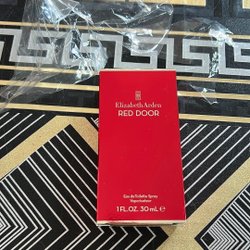 Elizabeth Arden
RED DOOR
Eau de Toilette Spray
Vaporisateur
1 FL.OZ. 30 mL ℮